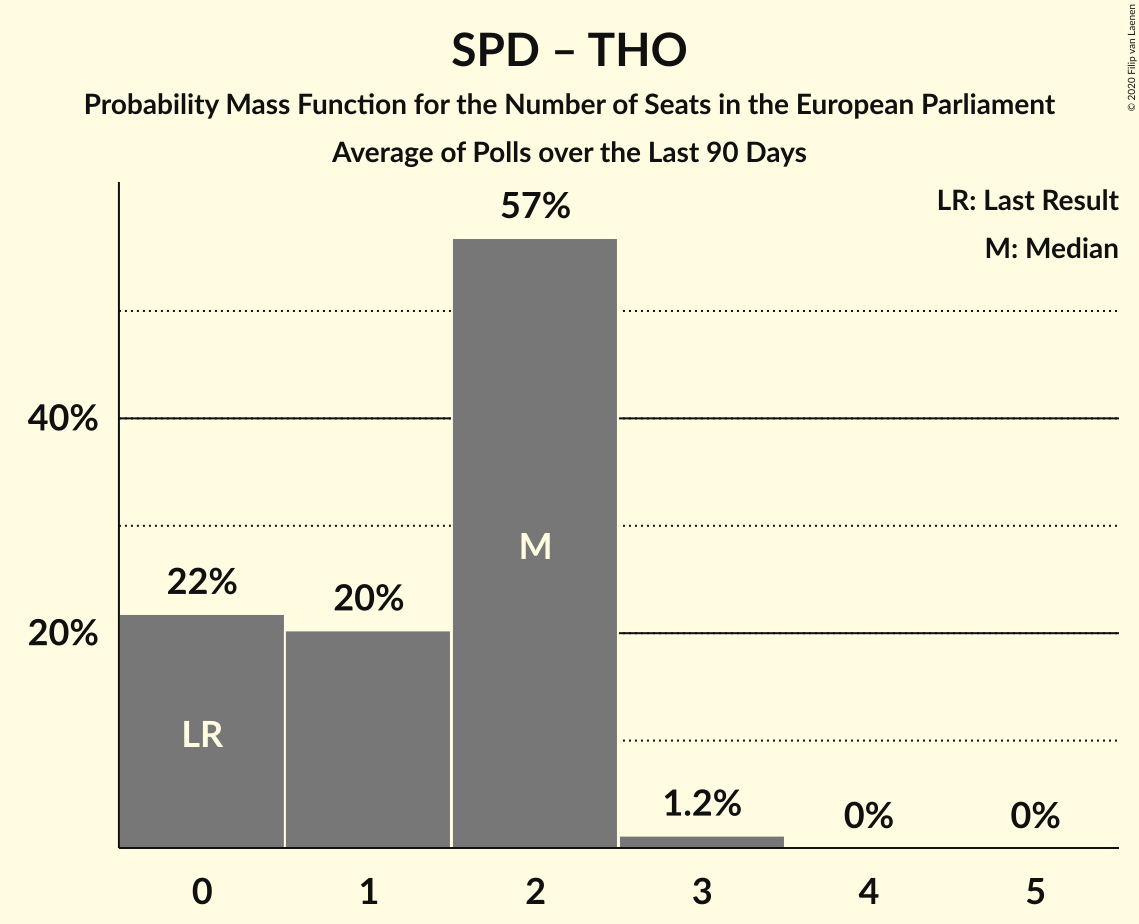 SPD – THO
Probability Mass Function for the Number of Seats in the European Parliament
Average of Polls over the Last 90 Days
© 2020 Filip van Laenen
LR: Last Result
M: Median
57%
40%
M
22%
20%
20%
LR
1.2%
0%
0%
0
1
2
3
4
5